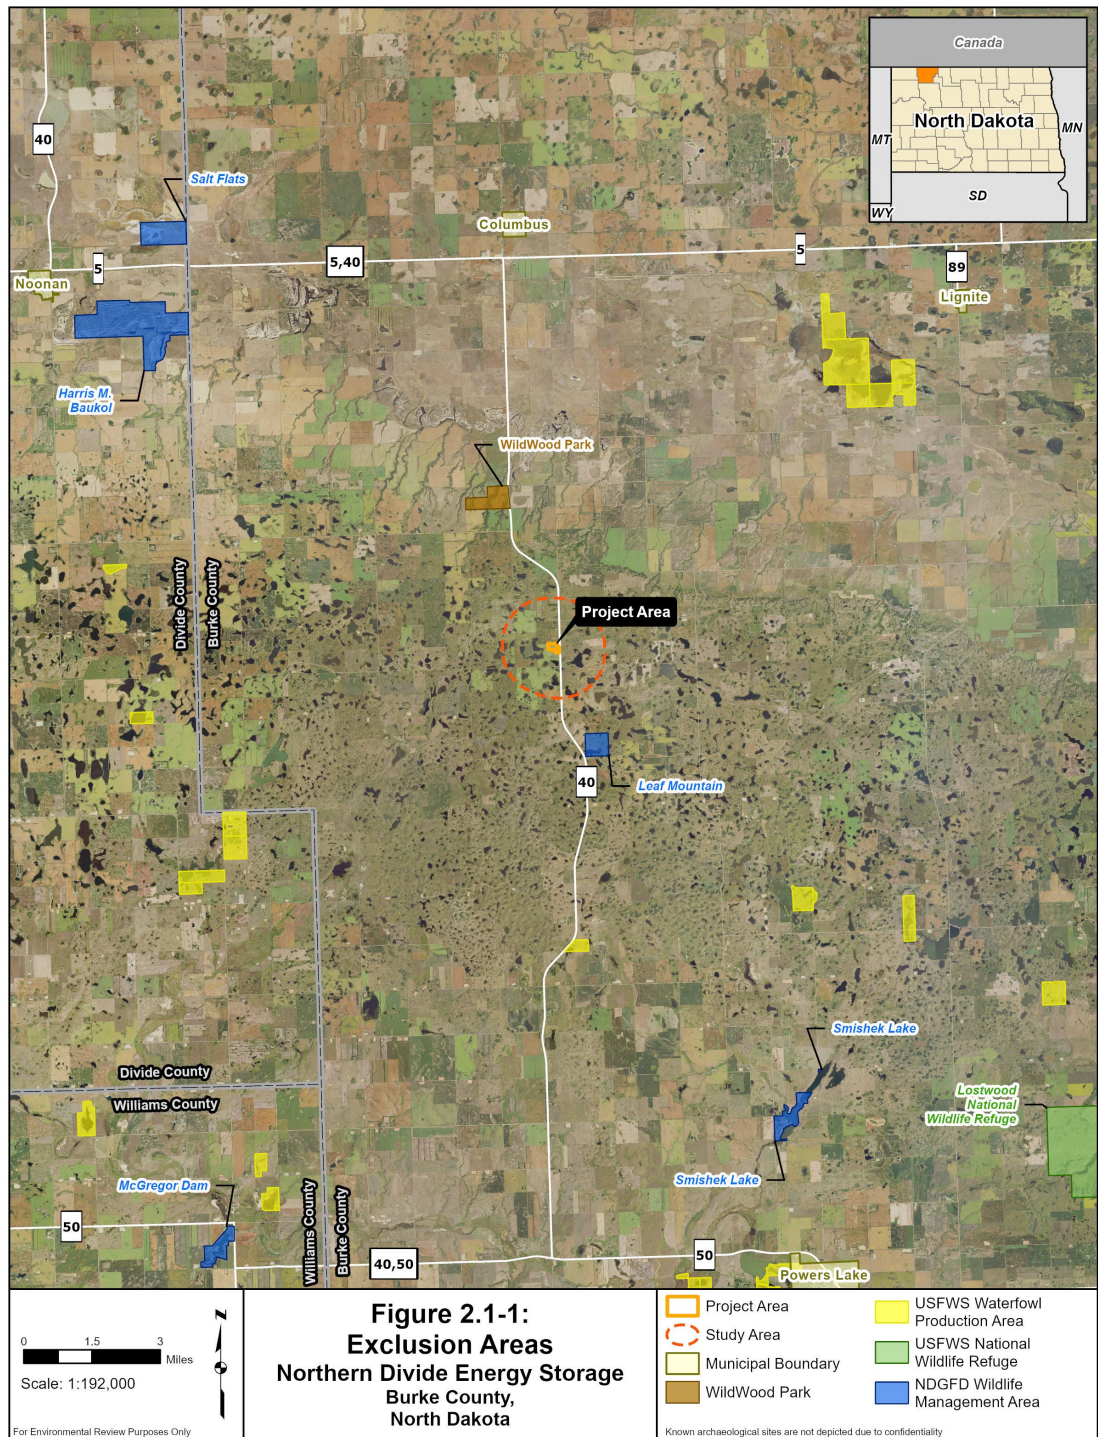 Canada
North Dakota
MT
MN
SD
WY
40
Salt Flats
Columbus
5
5,40
5
89
Noonan
Lignite
Harris M.
Baukol
WildWood Park
Divide County
Burke County
Project Area
40
Leaf Mountain
Smishek Lake
Divide County
Williams County
Lostwood
National
Wildlife Refuge
Smishek Lake
McGregor Dam
Williams County
Burke County
50
40,50
50
Powers Lake
0 1.5 3
Miles
Scale: 1:192,000
N
For Environmental Review Purposes Only
Figure 2.1-1:
Exclusion Areas
Northern Divide Energy Storage
Burke County,
North Dakota
Project Area
Study Area
Municipal Boundary
WildWood Park
USFWS Waterfowl
Production Area
USFWS National
Wildlife Refuge
NDGFD Wildlife
Management Area
Known archaeological sites are not depicted due to confidentiality